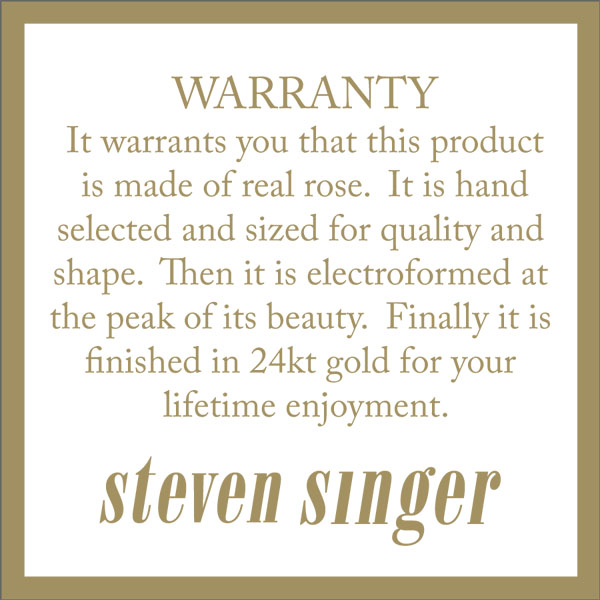 WARRANTY
It warrants you that this product
is made of real rose.  It is hand
selected and sized for quality and
shape.  Then it is electroformed at
the peak of its beauty.  Finally it is
finished in 24kt gold for your
lifetime enjoyment.
steven singer